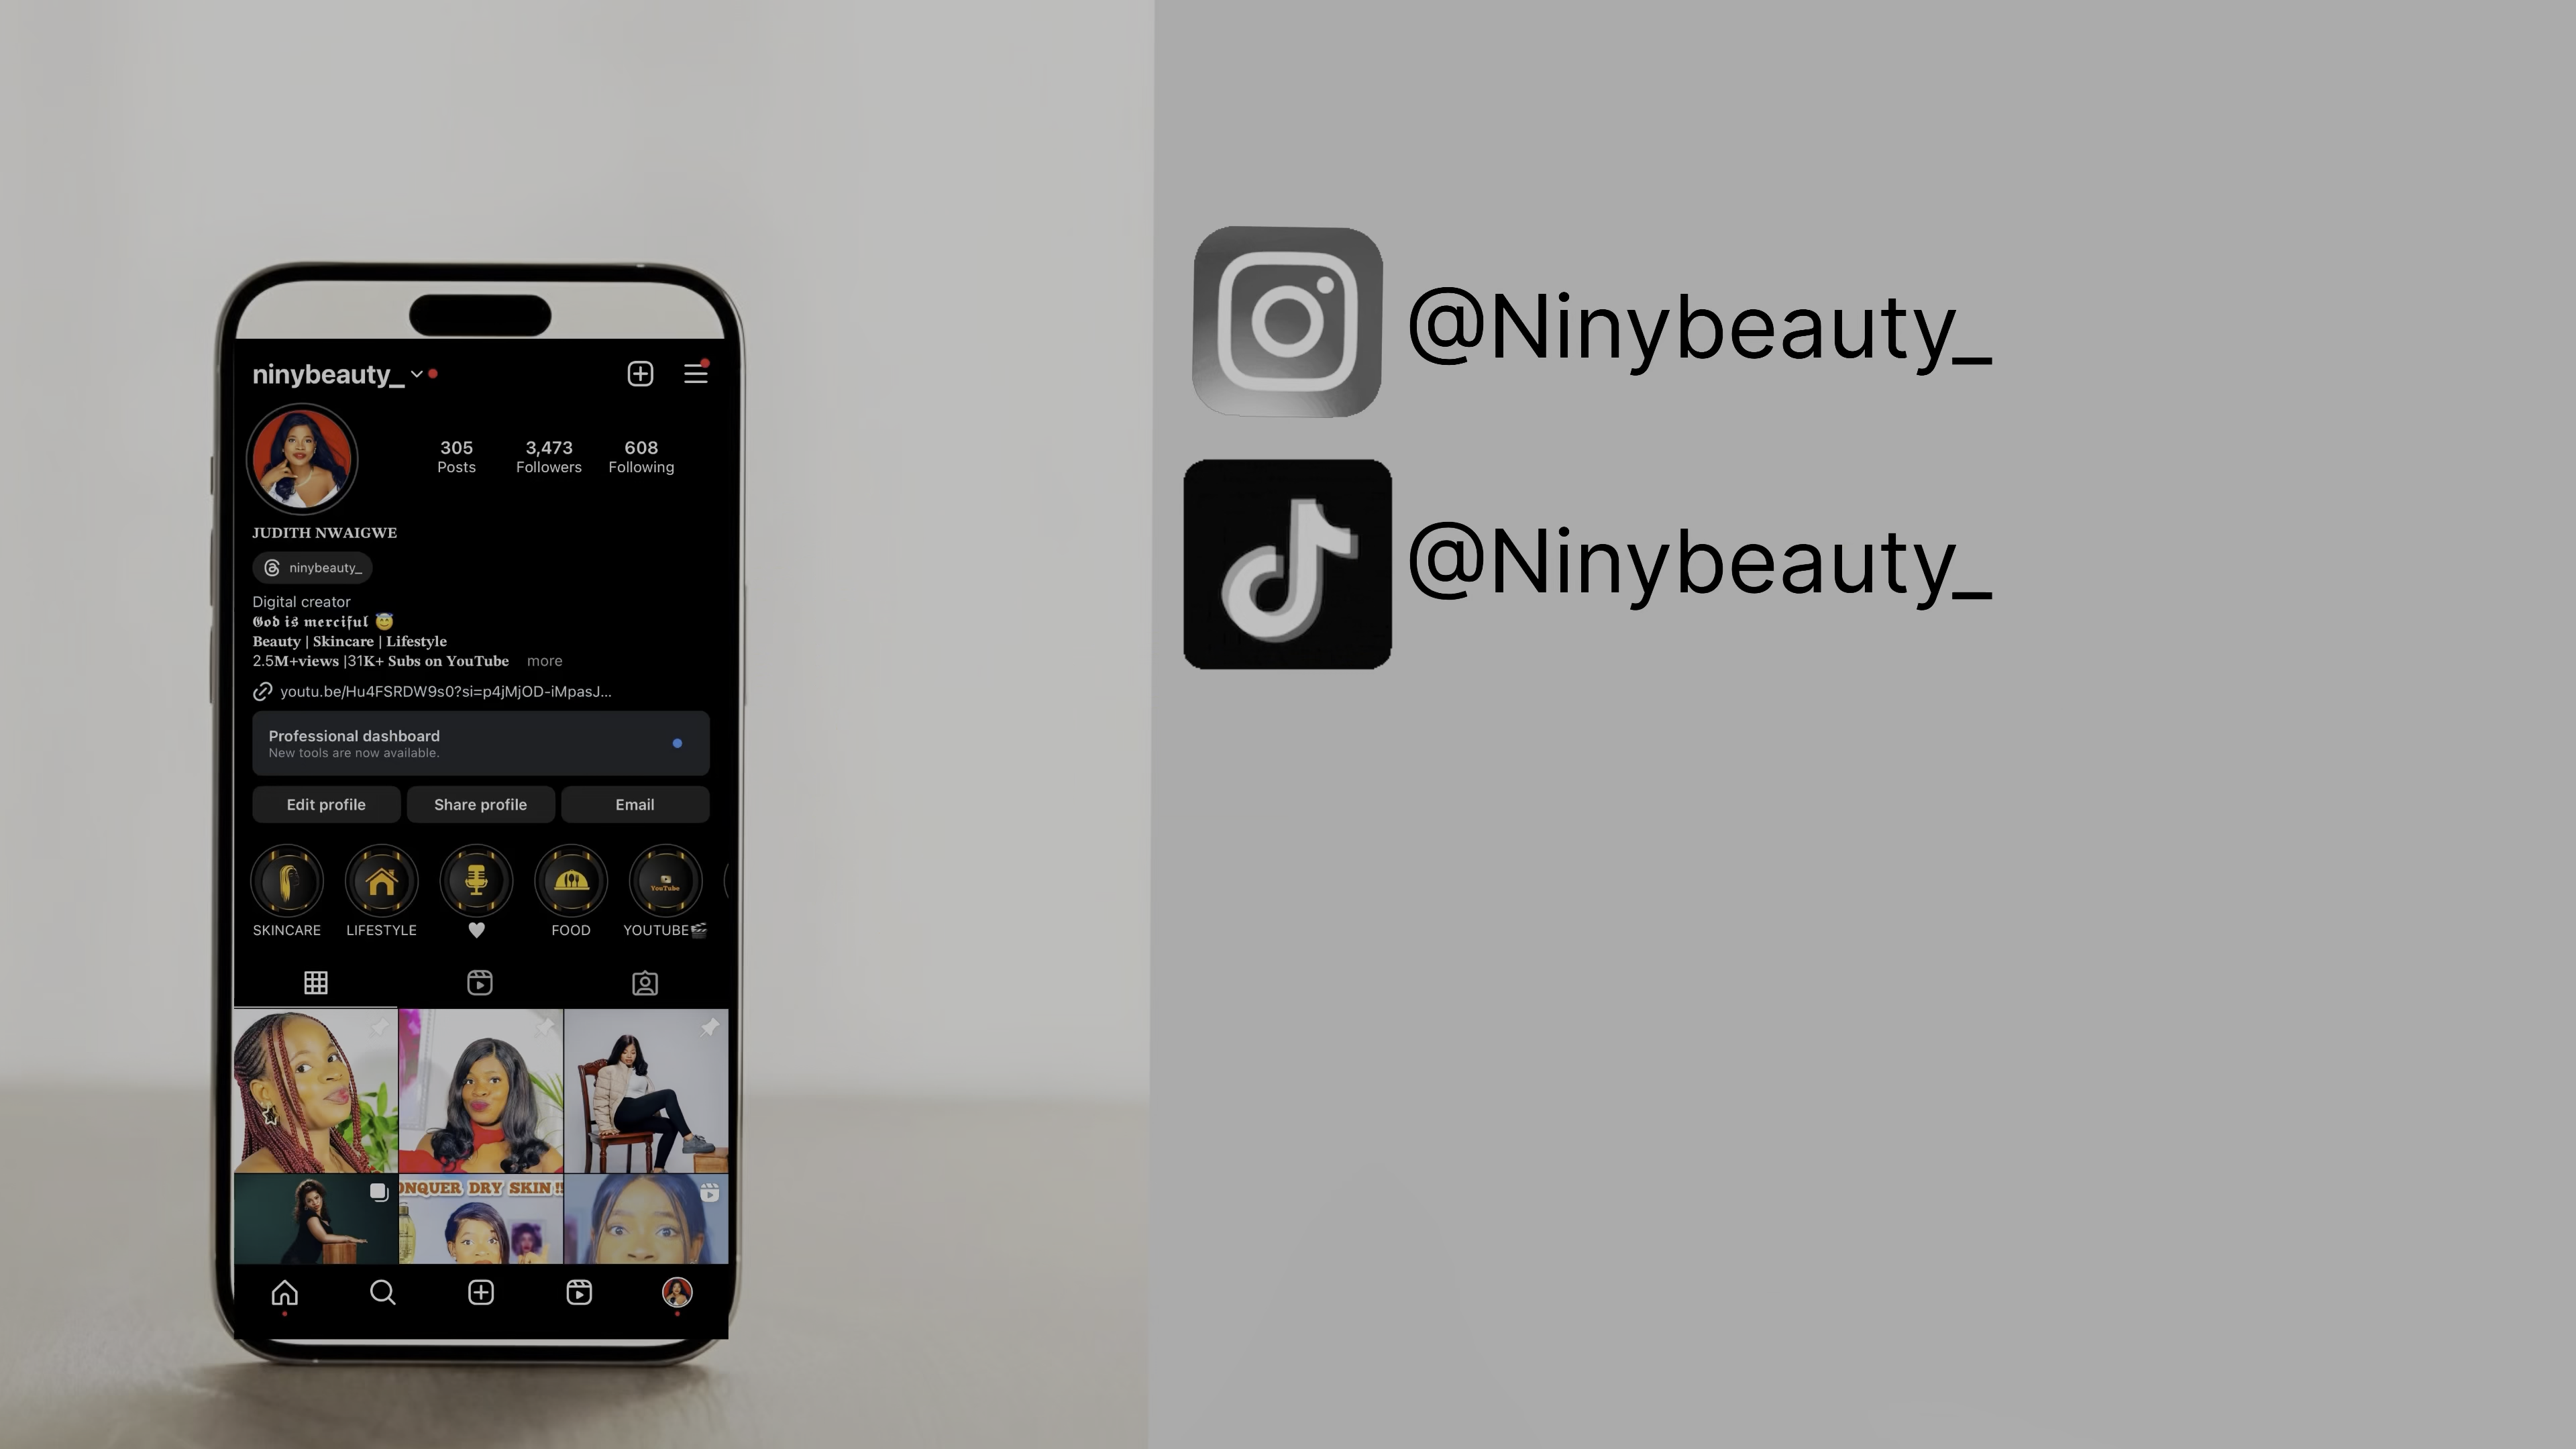 ninybeauty_
305 3,473 608
Posts Followers Following
JUDITH NWAIGWE
ninybeauty_
Digital creator
𝕲𝖔𝖉 𝖎𝖘 𝖒𝖊𝖗𝖈𝖎𝖋𝖚𝖑 😇
Beauty | Skincare | Lifestyle
2.5M+views |31K+ Subs on YouTube more
youtu.be/Hu4FSRDW9s0?si=p4jMjOD-iMpasJ...
Professional dashboard
New tools are now available.
Edit profile Share profile Email
YouTube
SKINCARE LIFESTYLE 🤍 FOOD YOUTUBE🎬
ONQUER DRY SKIN !!
@Ninybeauty_
@Ninybeauty_